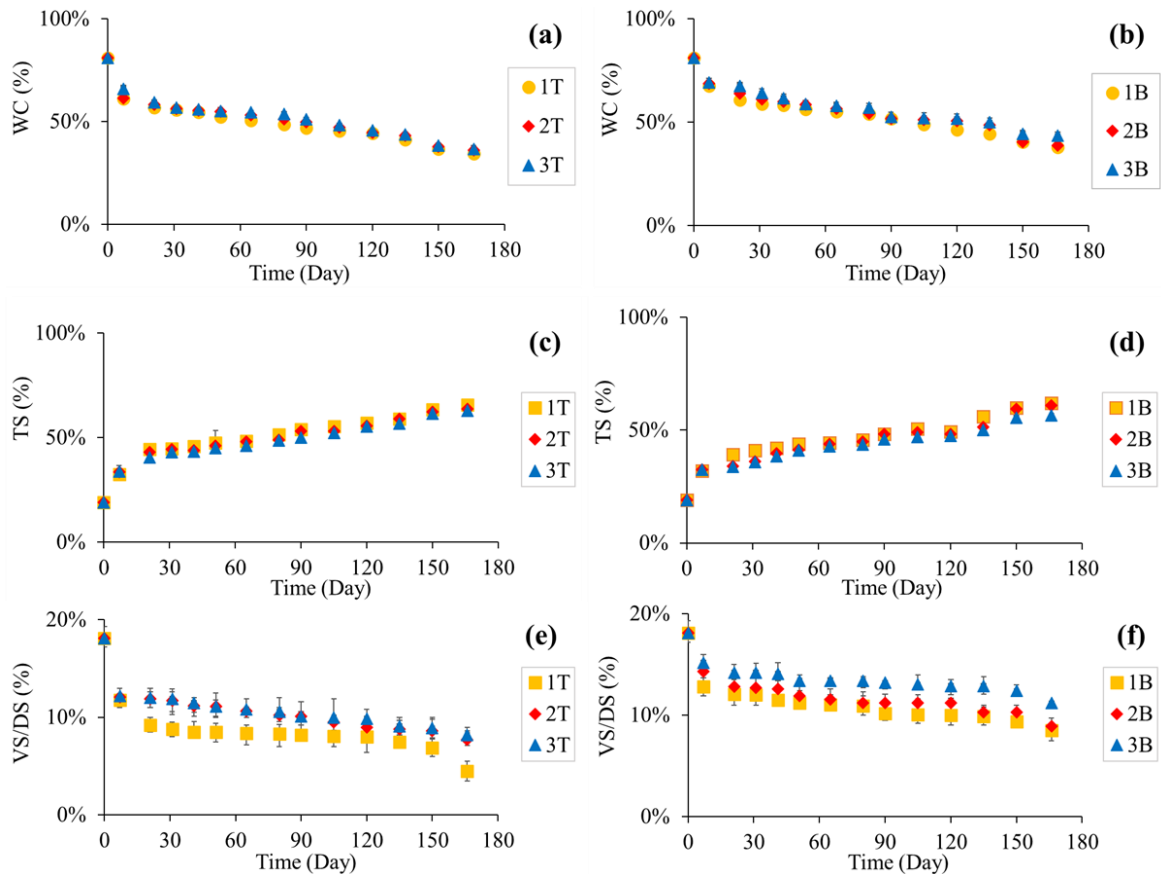 (a)
WC (%)
100%
50%
0%
0 30 60 90 120 150 180
Time (Day)
1T
2T
3T
(b)
WC (%)
100%
50%
0%
0 30 60 90 120 150 180
Time (Day)
1B
2B
3B
(c)
TS (%)
100%
50%
0%
0 30 60 90 120 150 180
Time (Day)
1T
2T
3T
(d)
TS (%)
100%
50%
0%
0 30 60 90 120 150 180
Time (Day)
1B
2B
3B
(e)
VS/DS (%)
20%
10%
0%
0 30 60 90 120 150 180
Time (Day)
1T
2T
3T
(f)
VS/DS (%)
20%
10%
0%
0 30 60 90 120 150 180
Time (Day)
1B
2B
3B